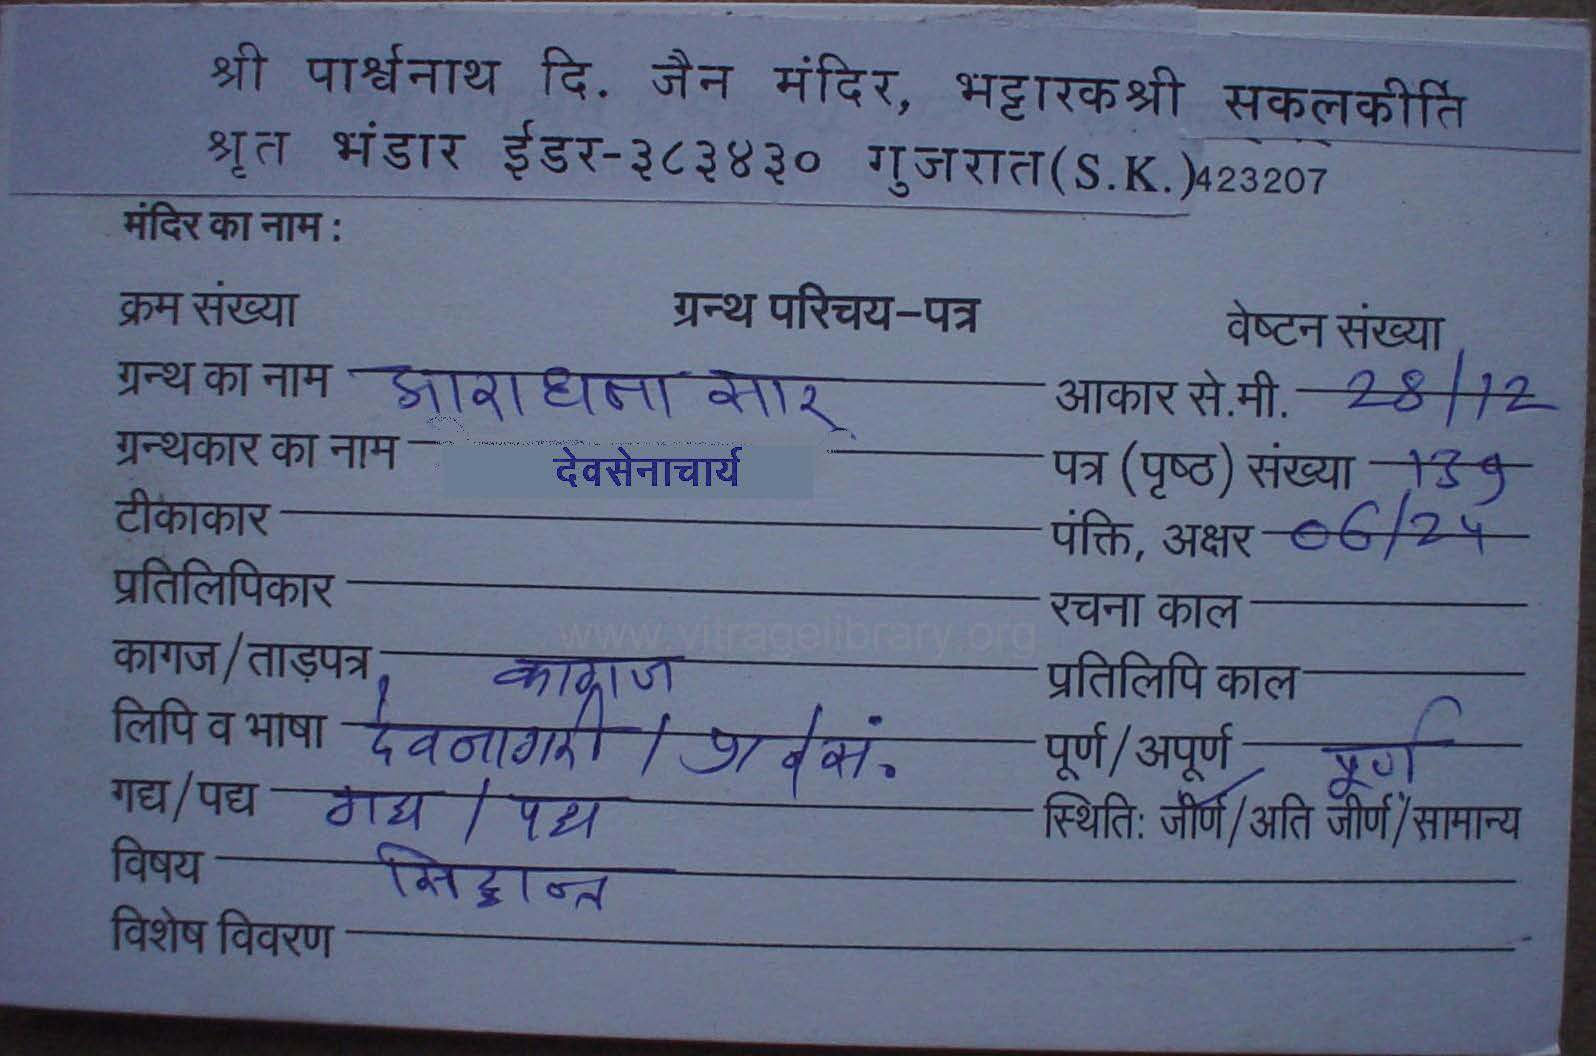 श्री पार्श्वनाथ दि. जैन मंदिर, भट्टारकश्री सकलकीर्ति
श्रृत भंडार ईडर-३८३४३० गुजरात(S.K.)423207
मंदिर का नाम :
क्रम संख्या ग्रन्थ परिचय-पत्र वेष्टन संख्या
ग्रन्थ का नाम आराधना सार आकार से.मी. 28/12
ग्रन्थकार का नाम देवसेनाचार्य पत्र (पृष्ठ) संख्या 139
टीकाकार पंक्ति, अक्षर 06/24
प्रतिलिपिकार रचना काल
www.vitragelibrary.org
कागज/ताड़पत्र कागज प्रतिलिपि काल
लिपि व भाषा देवनागरी / सं. पूर्ण/अपूर्ण पूर्ण
गद्य/पद्य गद्य / पद्य स्थिति: जीर्ण/अति जीर्ण/सामान्य
विषय सिद्धान्त
विशेष विवरण